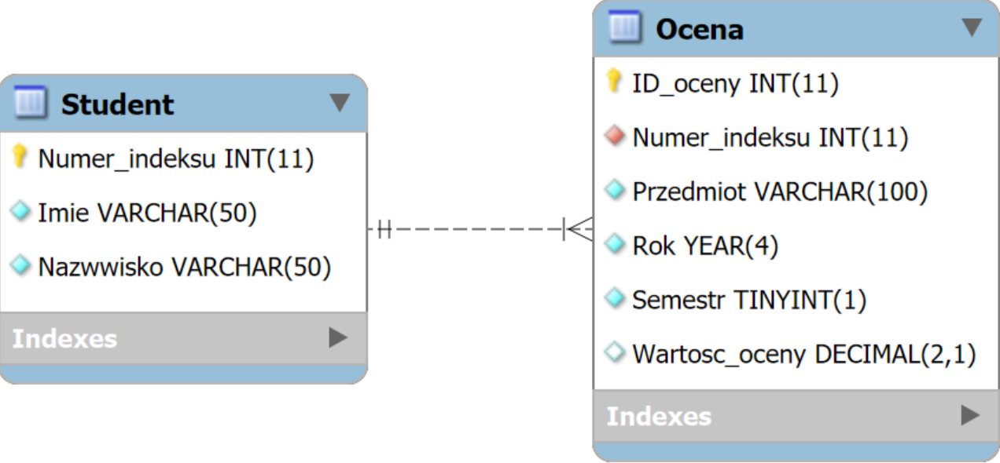 Student
Numer_indeksu INT(11)
Imie VARCHAR(50)
Nazwwisko VARCHAR(50)
Indexes
Ocena
ID_oceny INT(11)
Numer_indeksu INT(11)
Przedmiot VARCHAR(100)
Rok YEAR(4)
Semestr TINYINT(1)
Wartosc_oceny DECIMAL(2,1)
Indexes